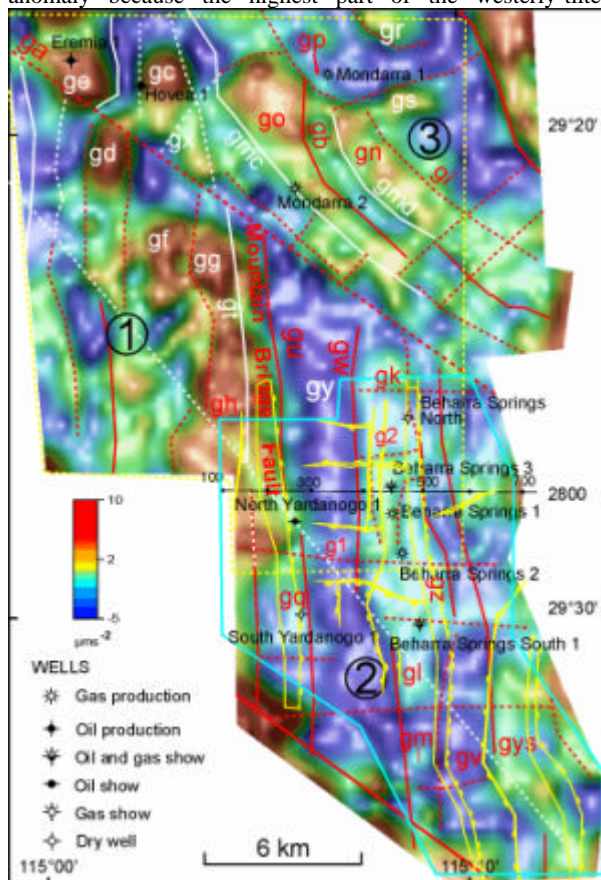 anomaly because the highest part of the westerly
gp
gr
Eremia 1
ga
ge
gc
Mondarra 1
Hovea 1
gs
go
gb
3
29°20
gx
gmc
gn
gd
gmd
gi
Mondarra 2
gf
gg
Mountain Bridge Fault
gt
1
gu
gw
gy
gk
gh
Beharra Springs North
g2
Beharra Springs 3
100
300
500
700
2800
10
2
-5
µms-2
North Yardanogo 1
Beharra Springs 1
g1
Beharra Springs 2
gz
gq
29°30
South Yardanogo 1
Beharra Springs South 1
WELLS
2
gl
Gas production
gm
gv
gys
Oil production
Oil and gas show
Oil show
Gas show
Dry well
6 km
115°00'
115°10'